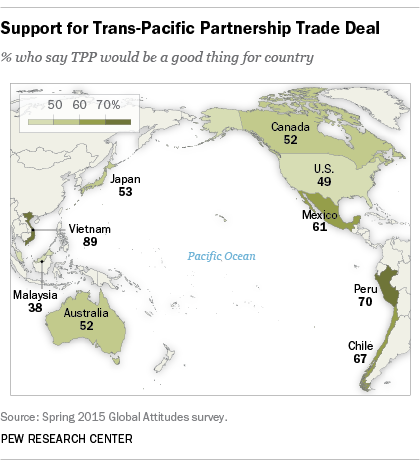 Support for Trans-Pacific Partnership Trade Deal
% who say TPP would be a good thing for country
50 60 70%
Canada
52
U.S.
49
Japan
53
Mexico
61
Vietnam
89
Pacific Ocean
Malaysia
38
Peru
70
Australia
52
Chile
67
Source: Spring 2015 Global Attitudes survey.
PEW RESEARCH CENTER